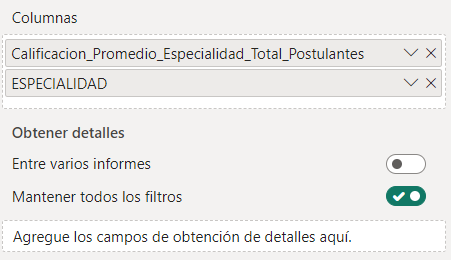 Columnas
Calificacion_Promedio_Especialidad_Total_Postulantes
ESPECIALIDAD
Obtener detalles
Entre varios informes
Mantener todos los filtros
Agregue los campos de obtención de detalles aquí.